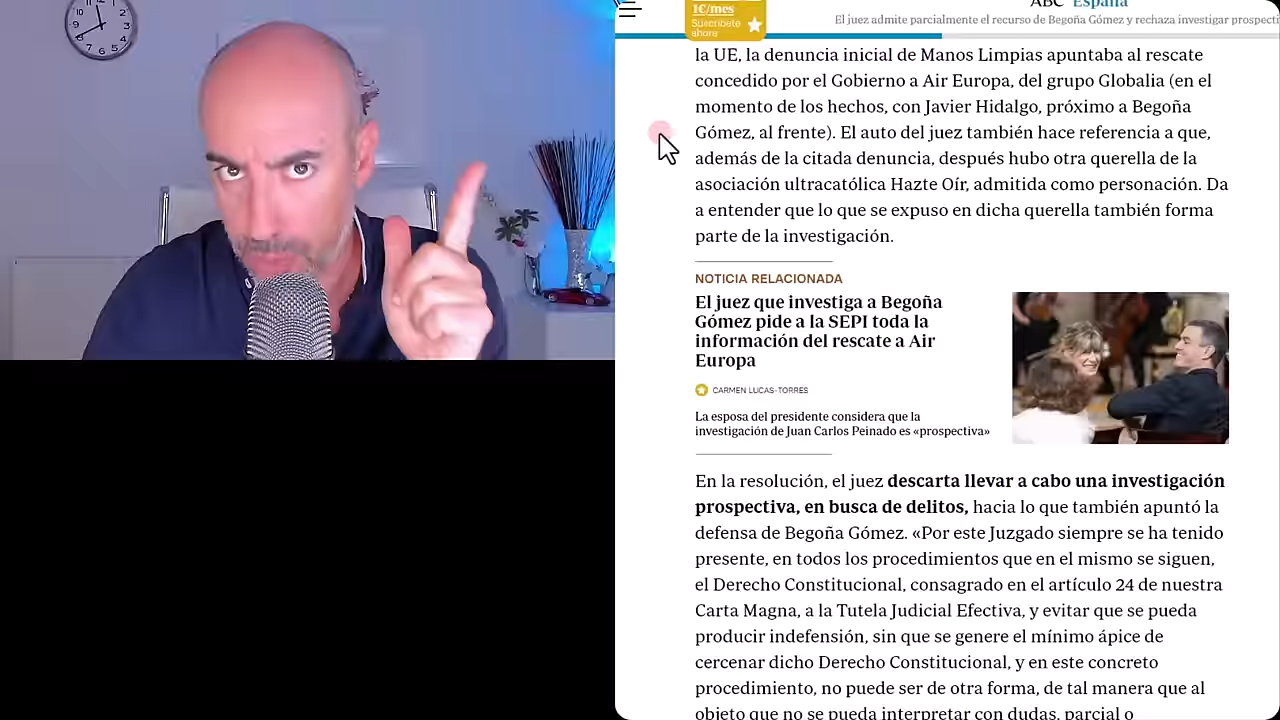 1€/mes
Suscríbete
ahora
ABC España
El juez admite parcialmente el recurso de Begoña Gómez y rechaza investigar prospecti
la UE, la denuncia inicial de Manos Limpias apuntaba al rescate
concedido por el Gobierno a Air Europa, del grupo Globalia (en el
momento de los hechos, con Javier Hidalgo, próximo a Begoña
Gómez, al frente). El auto del juez también hace referencia a que,
además de la citada denuncia, después hubo otra querella de la
asociación ultracatólica Hazte Oír, admitida como personación. Da
a entender que lo que se expuso en dicha querella también forma
parte de la investigación.
NOTICIA RELACIONADA
El juez que investiga a Begoña
Gómez pide a la SEPI toda la
información del rescate a Air
Europa
CARMEN LUCAS-TORRES
La esposa del presidente considera que la
investigación de Juan Carlos Peinado es «prospectiva»
En la resolución, el juez descarta llevar a cabo una investigación
prospectiva, en busca de delitos, hacia lo que también apuntó la
defensa de Begoña Gómez. «Por este Juzgado siempre se ha tenido
presente, en todos los procedimientos que en el mismo se siguen,
el Derecho Constitucional, consagrado en el artículo 24 de nuestra
Carta Magna, a la Tutela Judicial Efectiva, y evitar que se pueda
producir indefensión, sin que se genere el mínimo ápice de
cercenar dicho Derecho Constitucional, y en este concreto
procedimiento, no puede ser de otra forma, de tal manera que al
objeto que no se pueda interpretar con dudas, parcial o